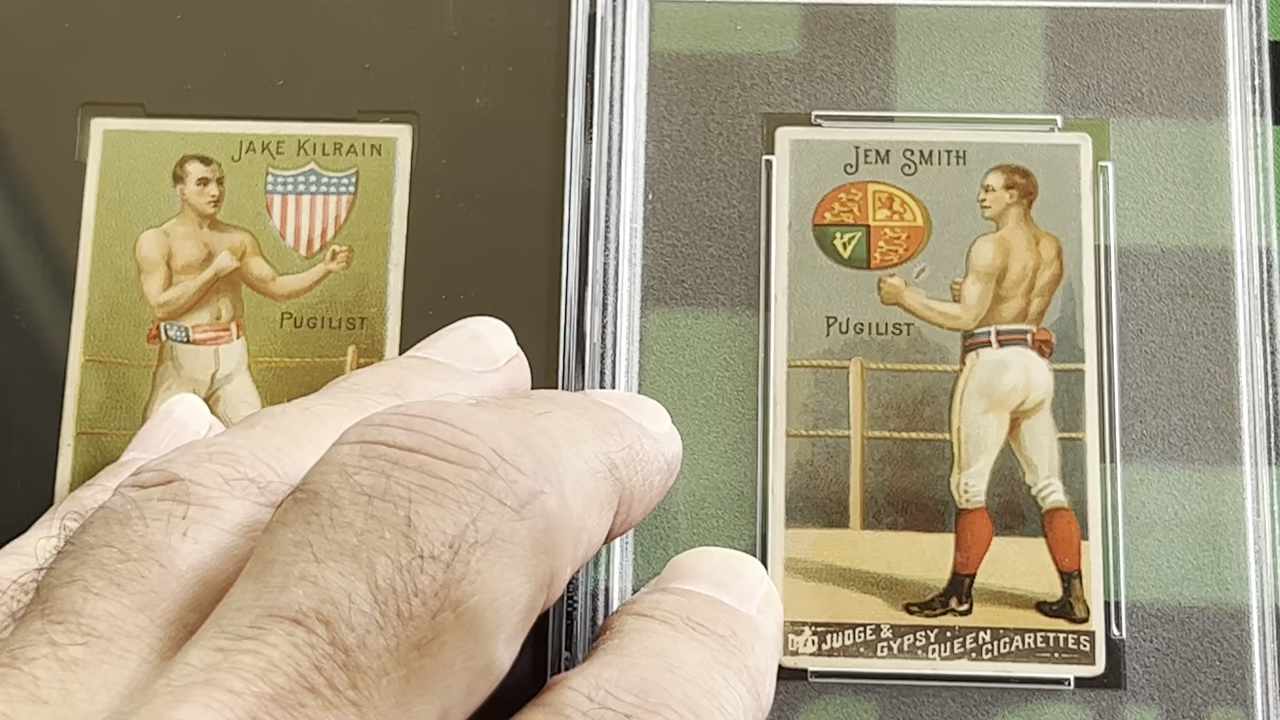 JAKE KILRAIN
PUGILIST
JEM SMITH
PUGILIST
OLD JUDGE &
GYPSY QUEEN CIGARETTES